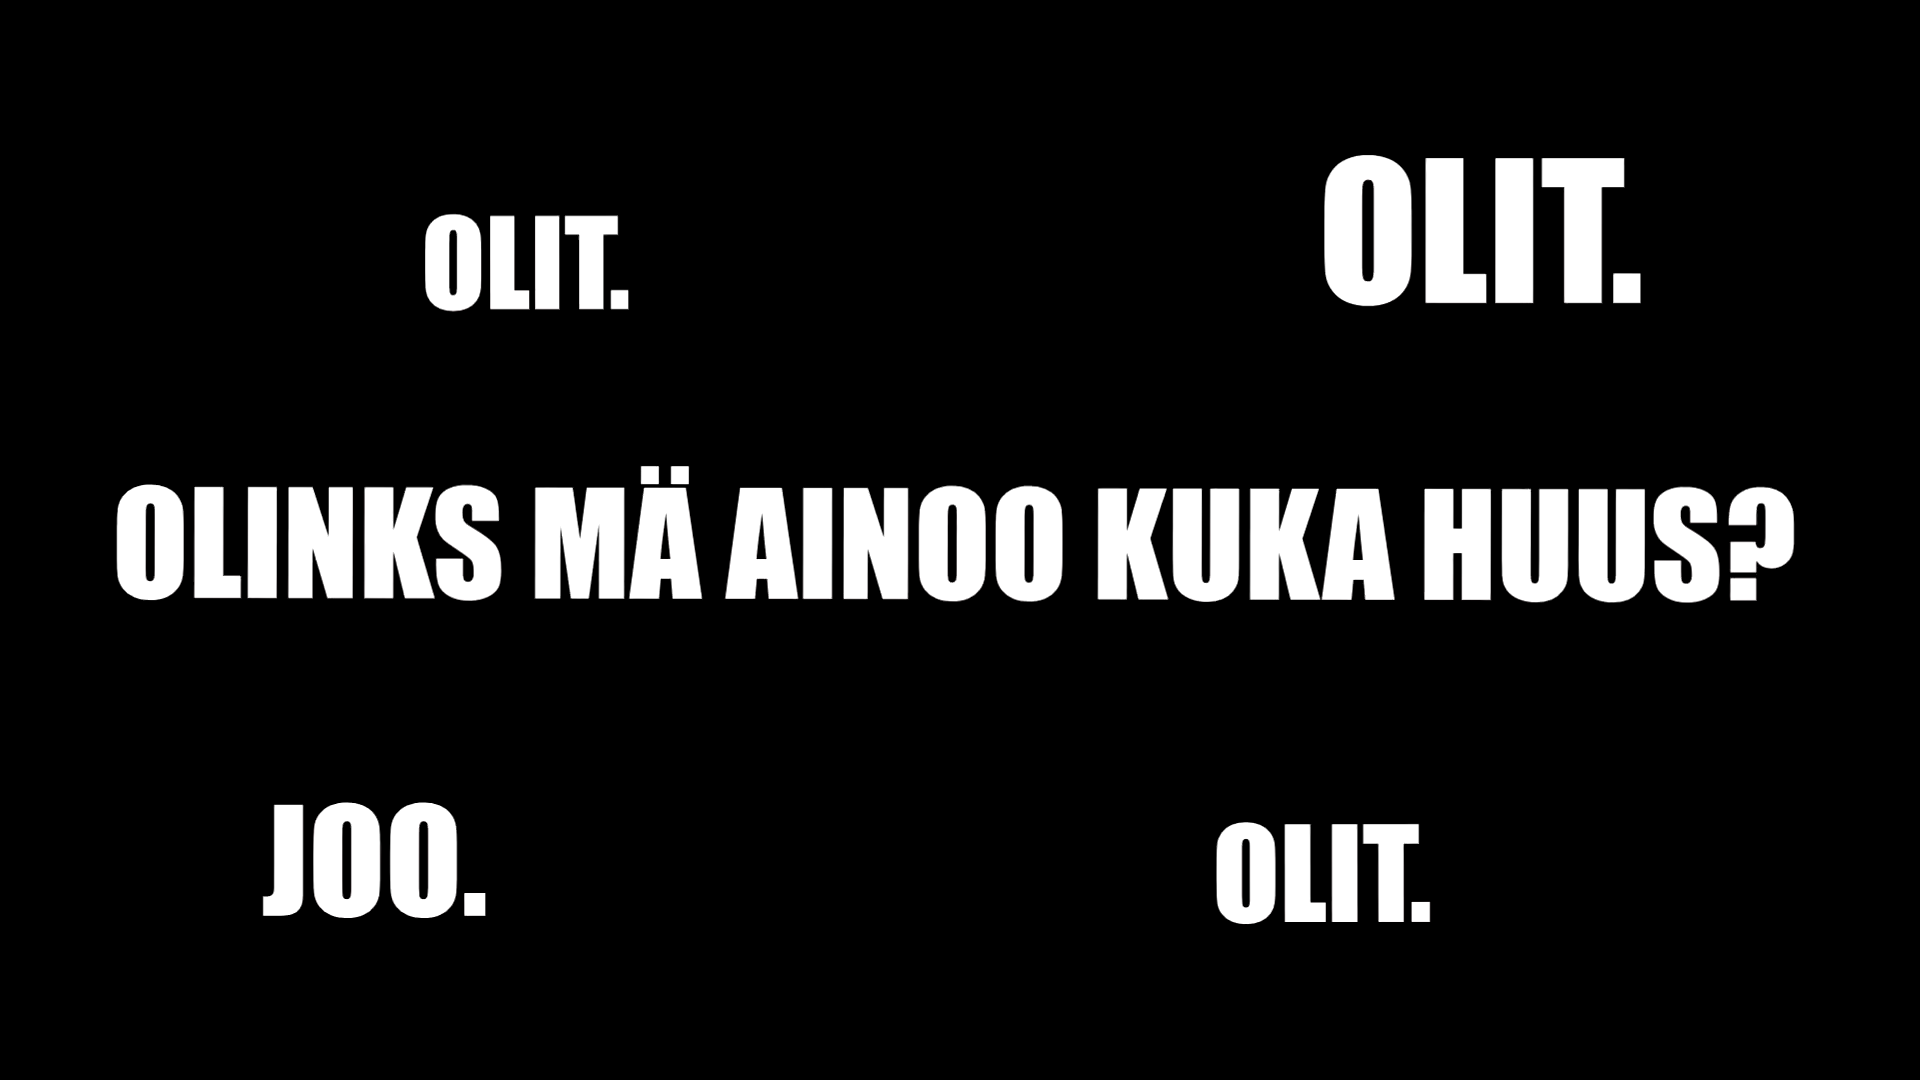 OLIT.
OLIT.
OLINKS MÄ AINOO KUKA HUUS?
JOO.
OLIT.